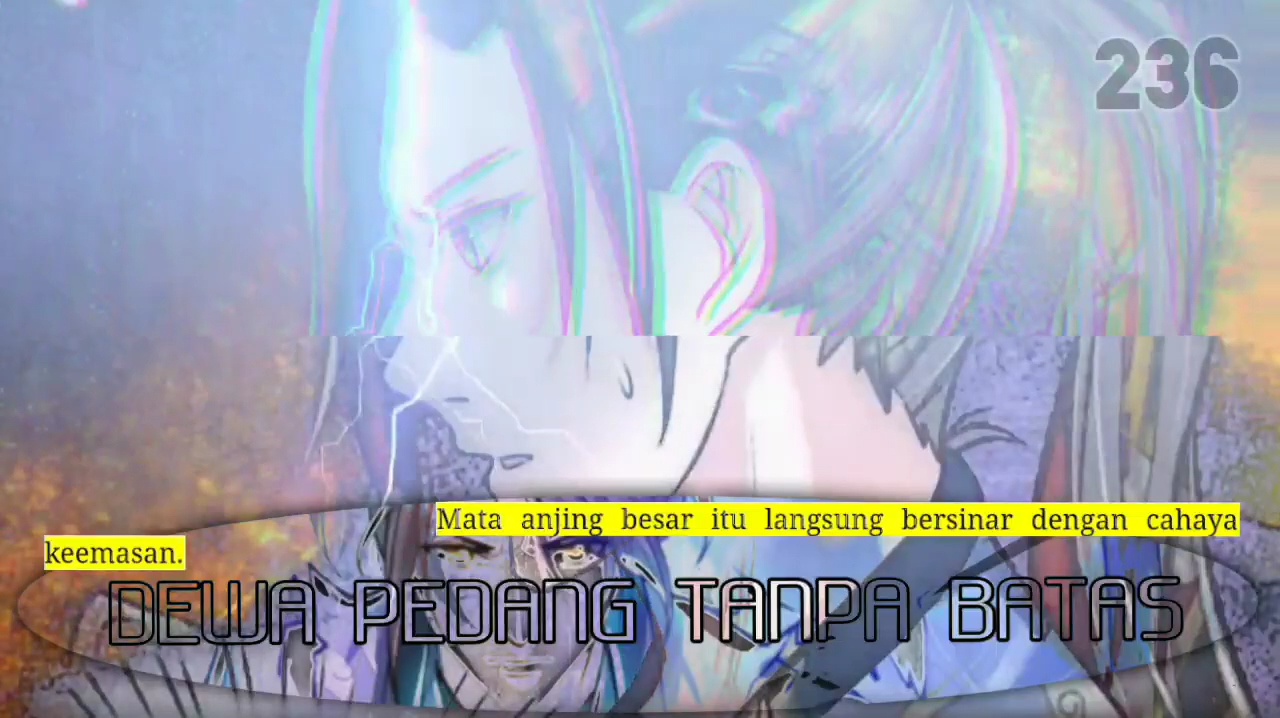 236
Mata anjing besar itu langsung bersinar dengan cahaya
keemasan.
DEWA PEDANG TANPA BATAS